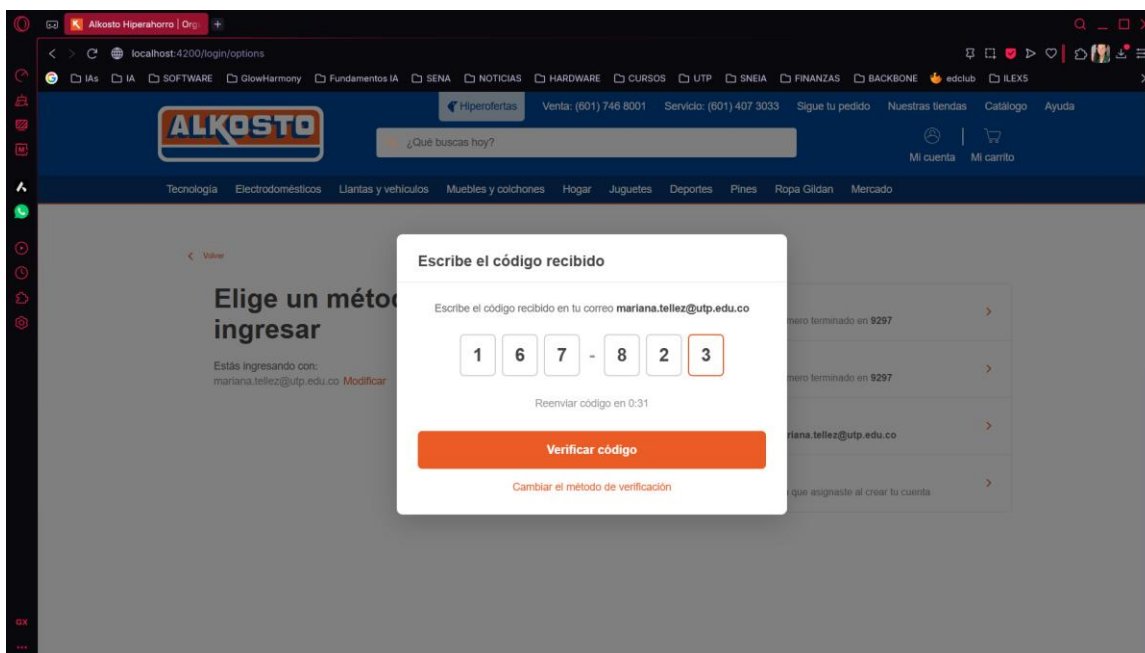 Alkosto Hiperahorro | Org
localhost:4200/login/options
IAs IA SOFTWARE GlowHarmony Fundamentos IA SENA NOTICIAS HARDWARE CURSOS UTP SNEIA FINANZAS BACKBONE edclub ILEX5
Hiperofertas Venta: (601) 746 8001 Servicio: (601) 407 3033 Sigue tu pedido Nuestras tiendas Catálogo Ayuda
ALKOSTO
¿Qué buscas hoy?
Mi cuenta Mi carrito
Tecnología Electrodomésticos Llantas y vehículos Muebles y colchones Hogar Juguetes Deportes Pines Ropa Gildan Mercado
Volver
Elige un métod
ingresar
Estás ingresando con:
mariana.tellez@utp.edu.co Modificar
Escribe el código recibido
Escribe el código recibido en tu correo mariana.tellez@utp.edu.co
1 6 7 - 8 2 3
Reenviar código en 0:31
Verificar código
Cambiar el método de verificación
mero terminado en 9297
mero terminado en 9297
riana.tellez@utp.edu.co
que asignaste al crear tu cuenta
GX